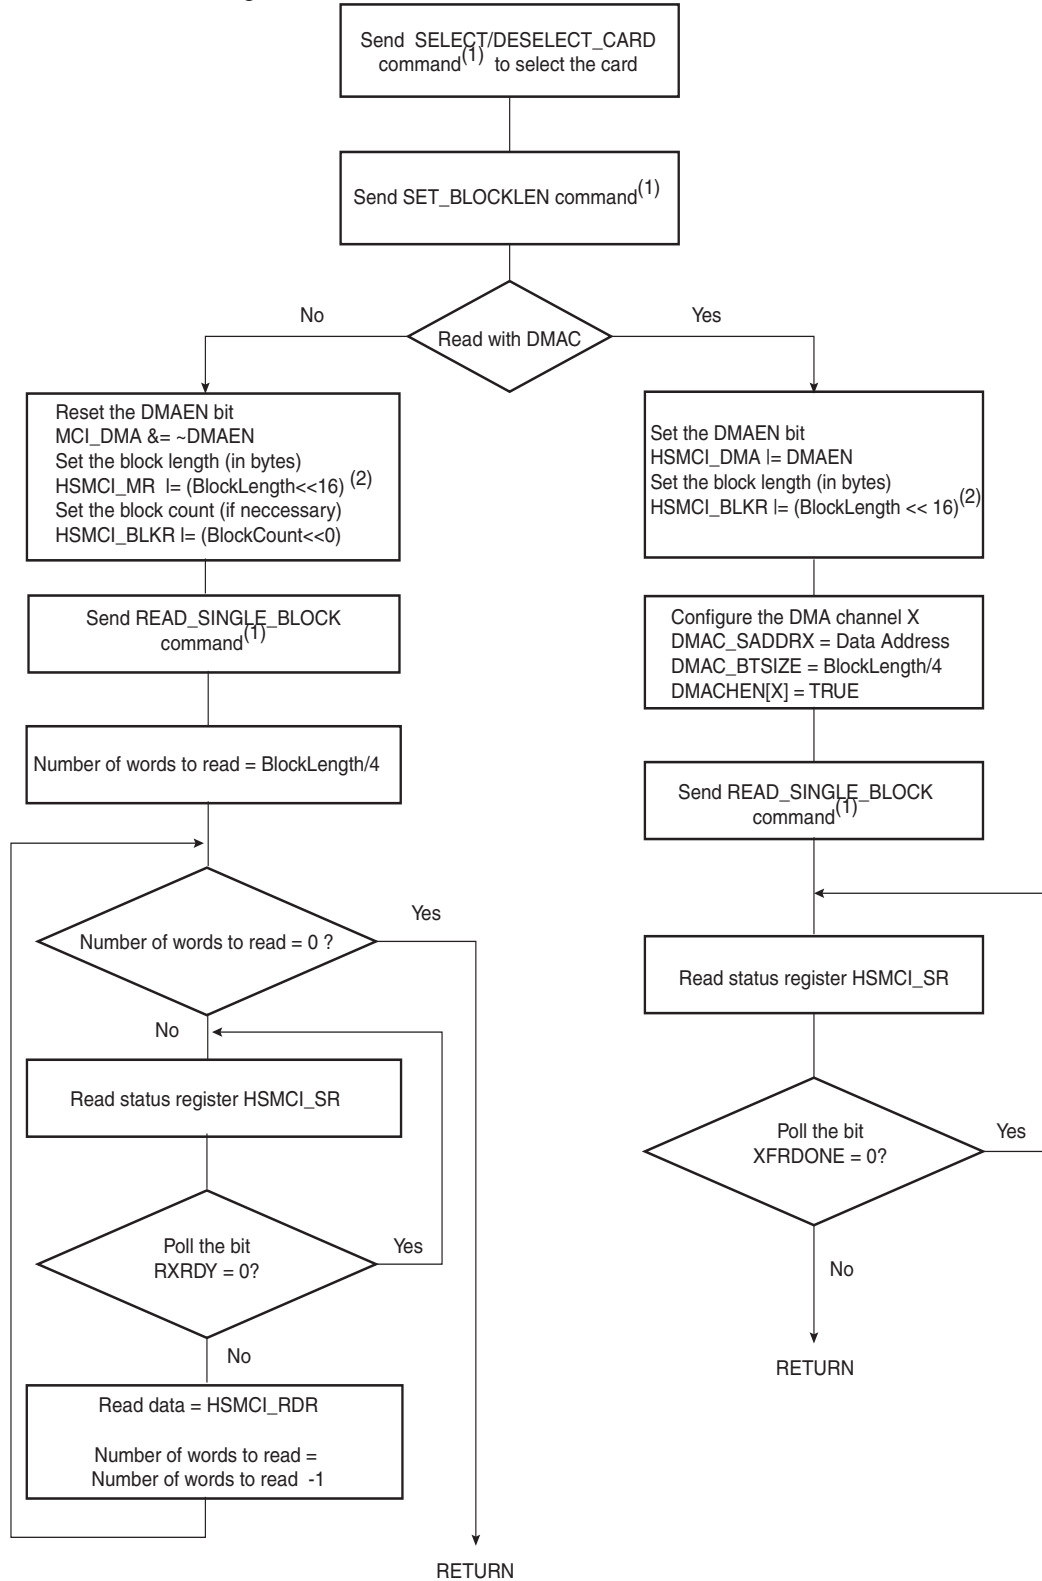 Send SELECT/DESELECT_CARD
command(1) to select the card
Send SET_BLOCKLEN command(1)
Read with DMAC
No
Yes
Reset the DMAEN bit
MCI_DMA &= ~DMAEN
Set the block length (in bytes)
HSMCI_MR |= (BlockLength<<16) (2)
Set the block count (if neccessary)
HSMCI_BLKR |= (BlockCount<<0)
Send READ_SINGLE_BLOCK
command(1)
Number of words to read = BlockLength/4
Number of words to read = 0 ?
Yes
No
Read status register HSMCI_SR
Poll the bit
RXRDY = 0?
Yes
No
Read data = HSMCI_RDR
Number of words to read =
Number of words to read -1
RETURN
Set the DMAEN bit
HSMCI_DMA |= DMAEN
Set the block length (in bytes)
HSMCI_BLKR |= (BlockLength << 16)(2)
Configure the DMA channel X
DMAC_SADDRX = Data Address
DMAC_BTSIZE = BlockLength/4
DMACHEN[X] = TRUE
Send READ_SINGLE_BLOCK
command(1)
Read status register HSMCI_SR
Poll the bit
XFRDONE = 0?
Yes
No
RETURN